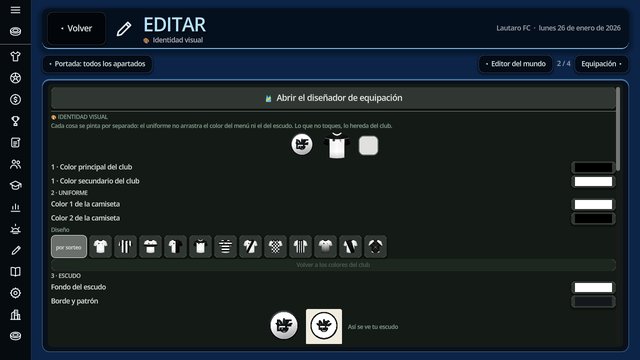 ‹ Volver
EDITAR
Identidad visual
Lautaro FC · lunes 26 de enero de 2026
‹ Portada: todos los apartados
‹ Editor del mundo
2 / 4
Equipación ›
Abrir el diseñador de equipación
IDENTIDAD VISUAL
Cada cosa se pinta por separado: el uniforme no arrastra el color del menú ni el del escudo. Lo que no toques, lo hereda del club.
1 · Color principal del club
1 · Color secundario del club
2 · UNIFORME
Color 1 de la camiseta
Color 2 de la camiseta
Diseño
por sorteo
Volver a los colores del club
3 · ESCUDO
Fondo del escudo
Borde y patrón
Así se ve tu escudo